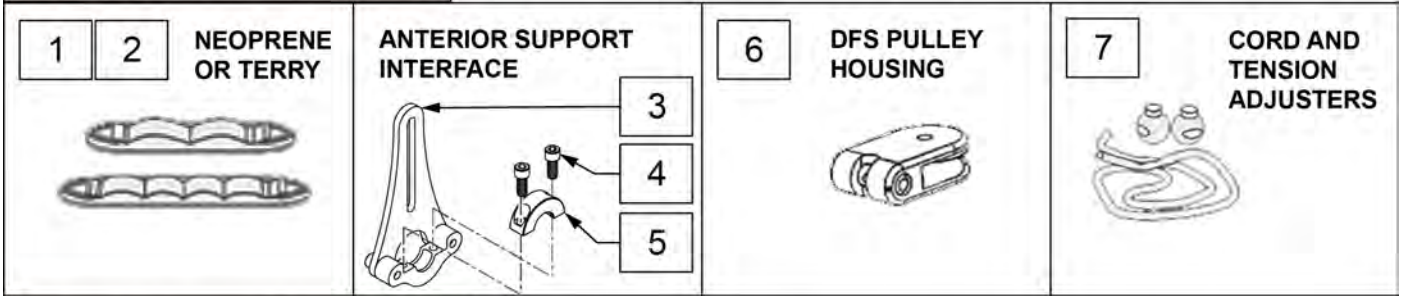 1 2 NEOPRENE
OR TERRY
ANTERIOR SUPPORT
INTERFACE
3
4
5
6 DFS PULLEY
HOUSING
7 CORD AND
TENSION
ADJUSTERS